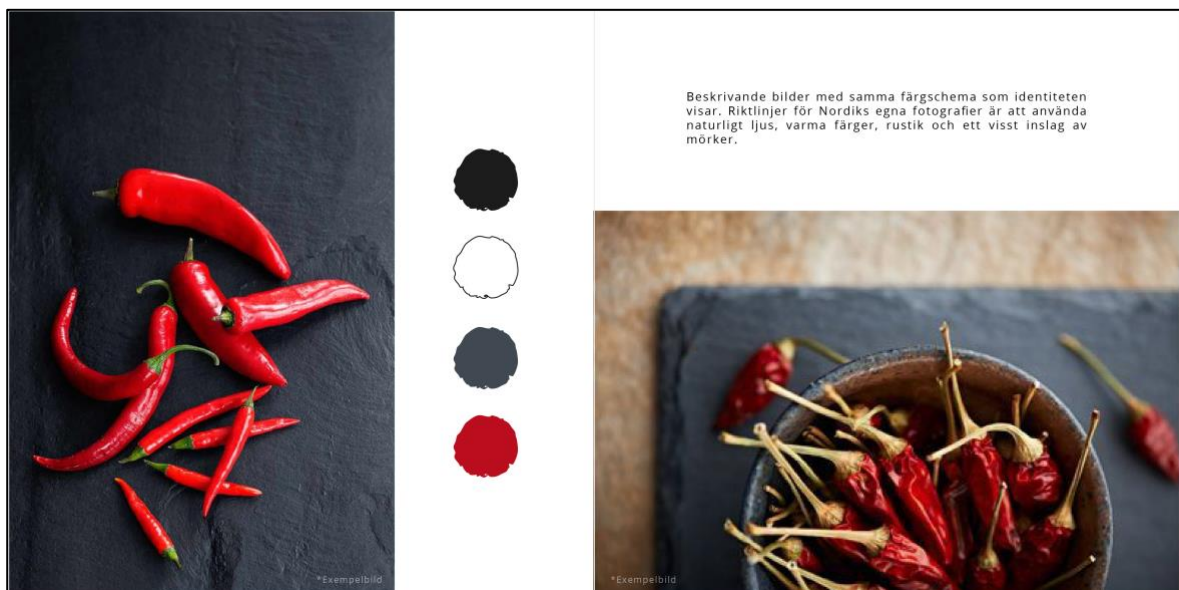 Beskrivande bilder med samma färgschema som identiteten
visar. Riktlinjer för Nordiks egna fotografier är att använda
naturligt ljus, varma färger, rustik och ett visst inslag av
mörker.
*Exempelbild
*Exempelbild